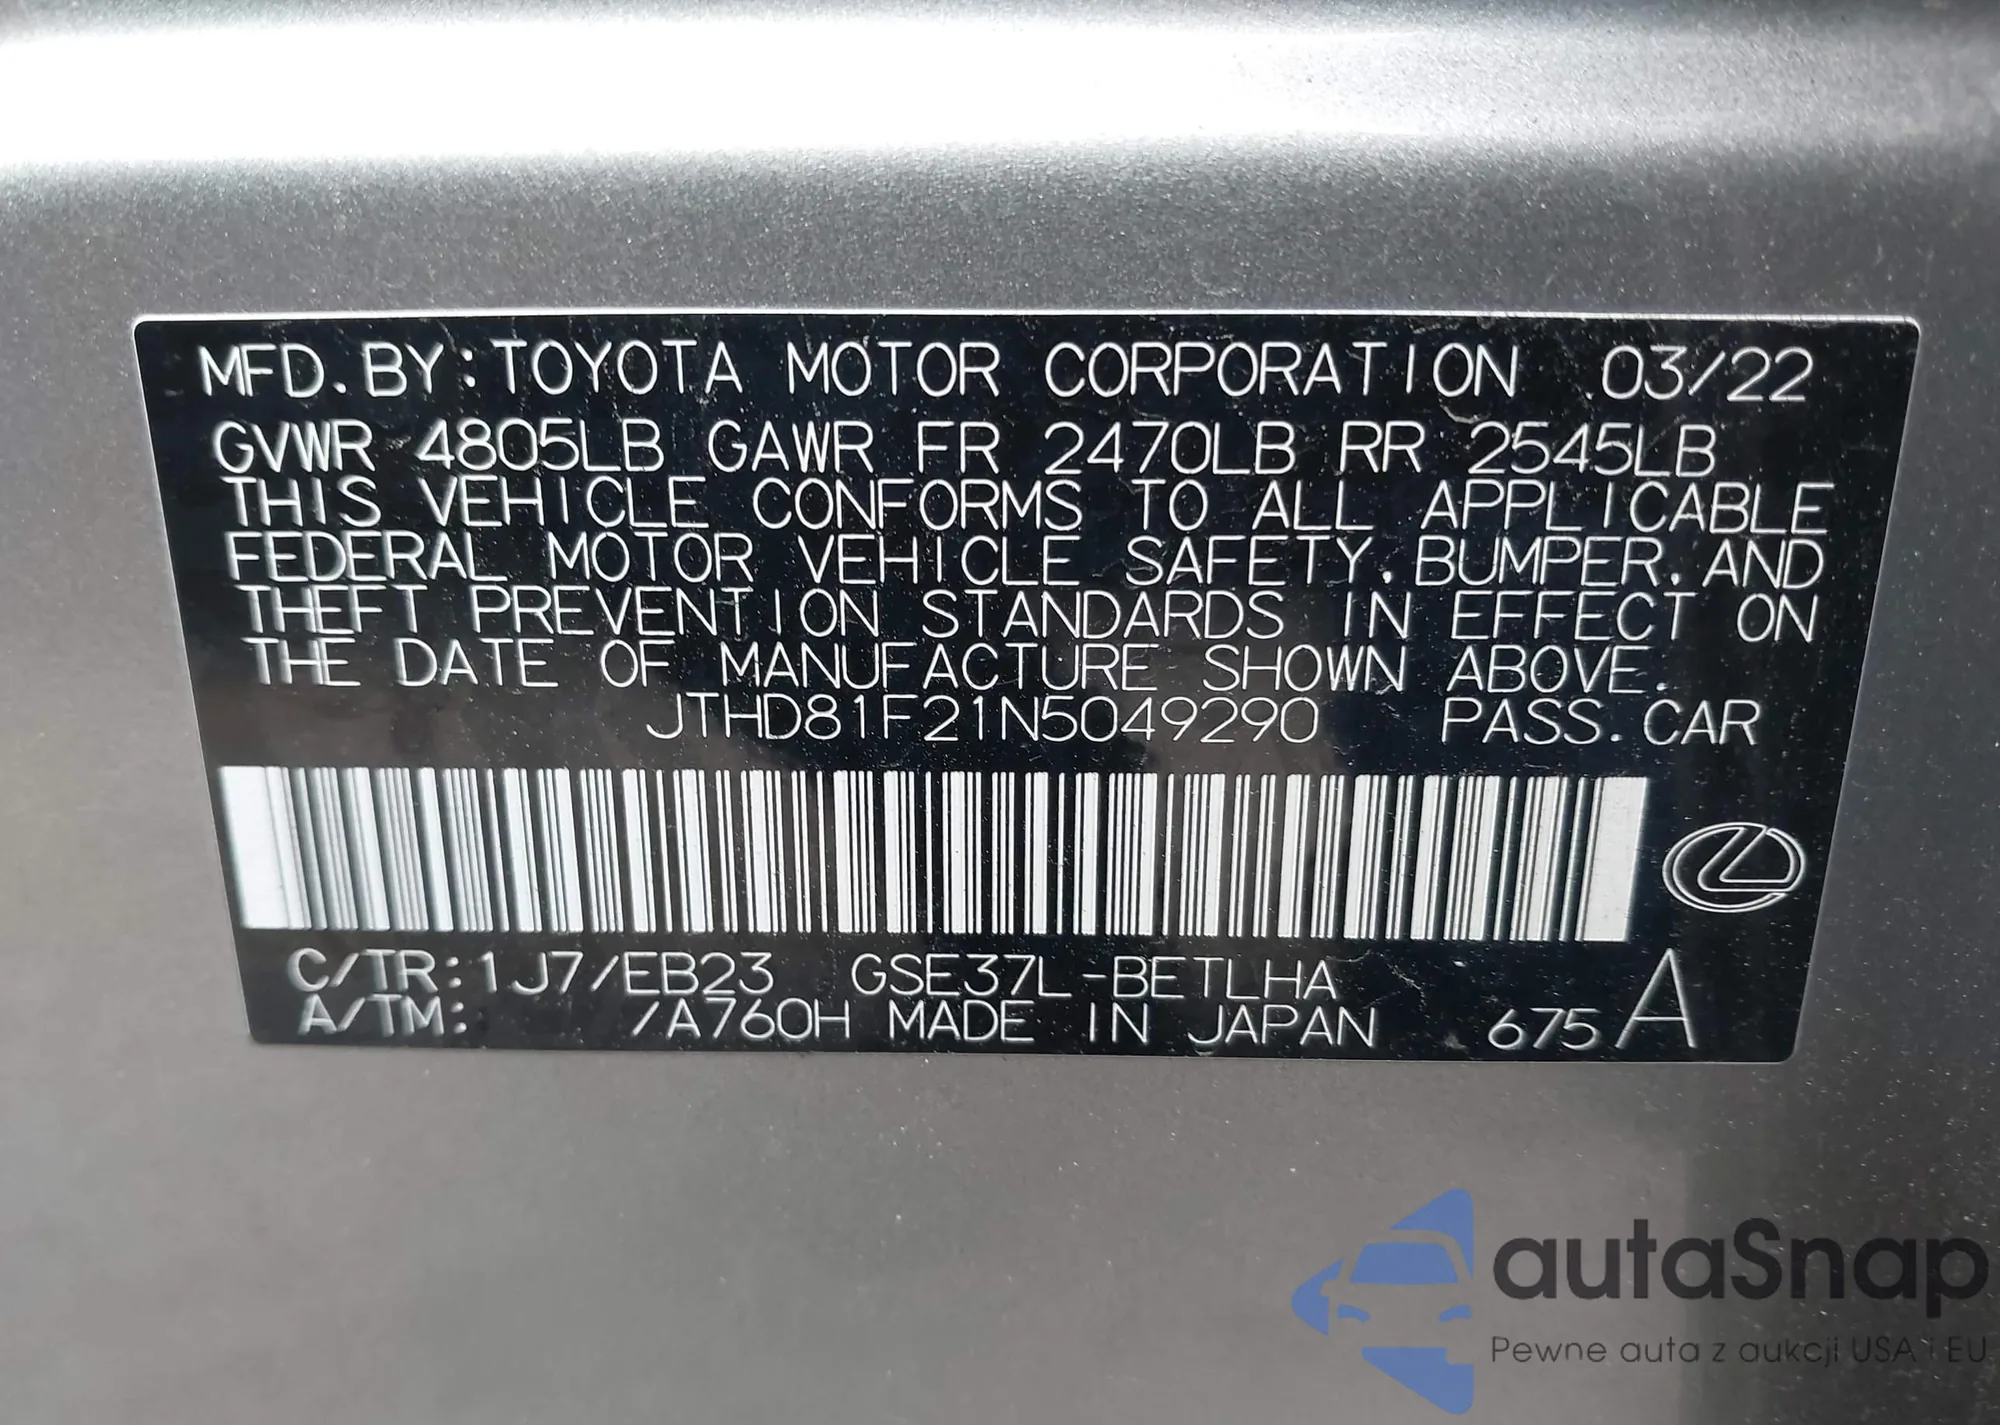 MFD. BY: TOYOTA MOTOR CORPORATION 03/22
GVWR 4805LB GAWR FR 2470LB RR 2545LB
THIS VEHICLE CONFORMS TO ALL APPLICABLE
FEDERAL MOTOR VEHICLE SAFETY, BUMPER, AND
THEFT PREVENTION STANDARDS IN EFFECT ON
THE DATE OF MANUFACTURE SHOWN ABOVE.
JTHD81F21N5049290 PASS. CAR
C/TR: 1J7/EB23 GSE37L-BETLHA
A/TM: /A760H MADE IN JAPAN 675 A
autaSnap
Pewne auta z aukcji USA i EU